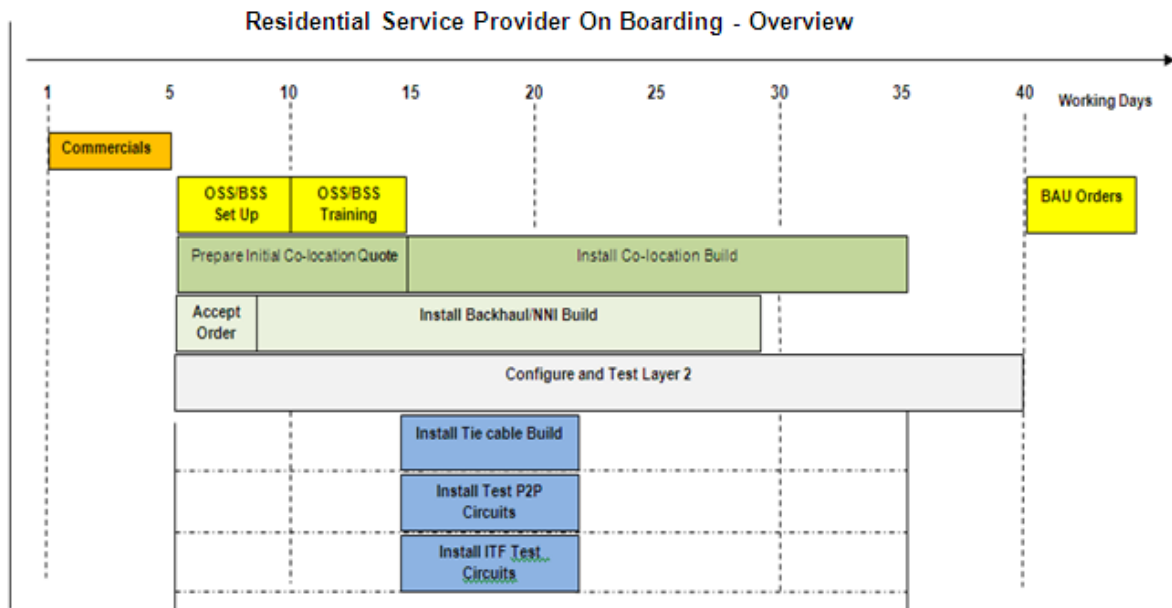 Residential Service Provider On Boarding - Overview
1 5 10 15 20 25 30 35 40 Working Days
Commercials
OSS/BSS
Set Up
OSS/BSS
Training
BAU Orders
Prepare Initial Co-location Quote
Install Co-location Build
Accept
Order
Install Backhaul/NNI Build
Configure and Test Layer 2
Install Tie cable Build
Install Test P2P
Circuits
Install ITF Test
Circuits